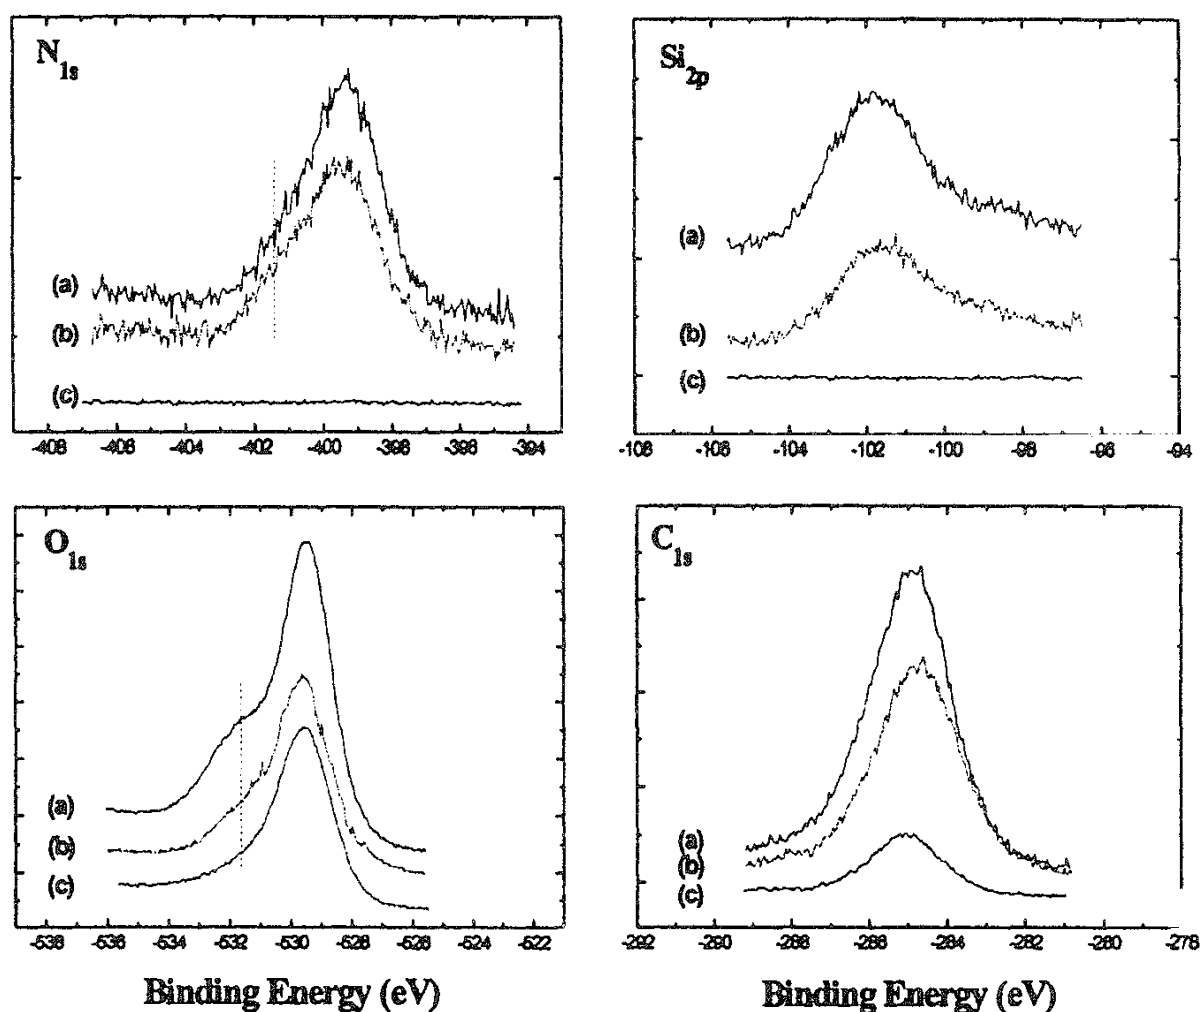 N1s
(a)
(b)
(c)
-408 -406 -404 -402 -400 -398 -396 -394
Si2p
(a)
(b)
(c)
-108 -106 -104 -102 -100 -98 -96 -94
O1s
(a)
(b)
(c)
-538 -536 -534 -532 -530 -528 -526 -524 -522
Binding Energy (eV)
C1s
(a)
(b)
(c)
-292 -290 -288 -286 -284 -282 -280 -278
Binding Energy (eV)